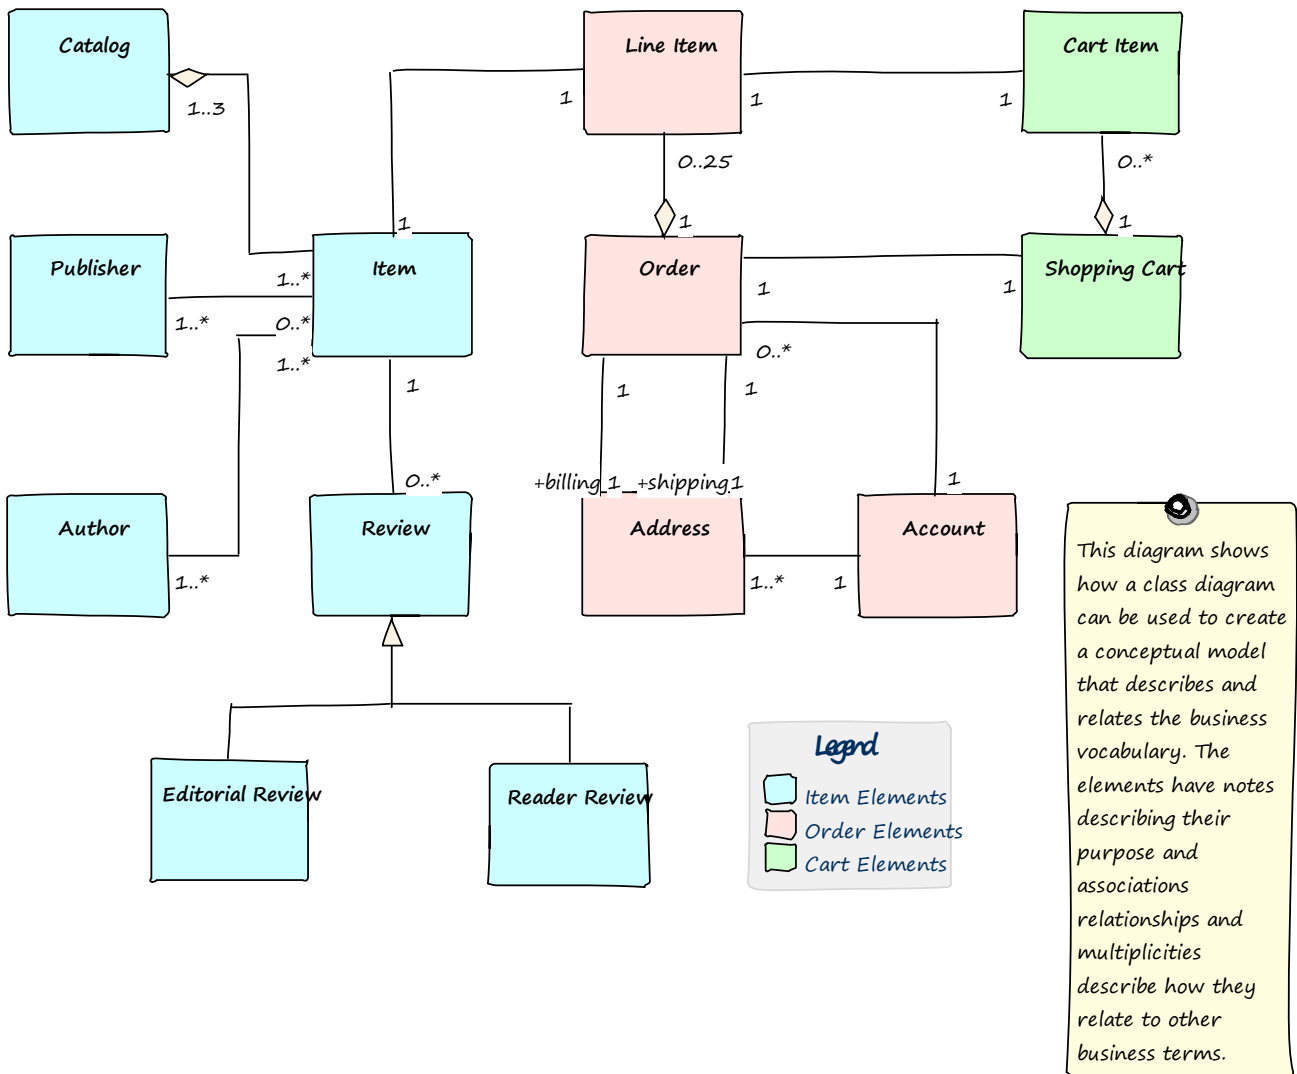 Catalog
Line Item
Cart Item
1..3
1
1
1
0..25
0..*
1
1
1
Publisher
Item
Order
Shopping Cart
1..*
1
1
1..*
0..*
0..*
1..*
1
1
1
+billing 1
+shipping 1
0..*
1
Author
Review
Address
Account
1..*
1..*
1
Editorial Review
Reader Review
Legend
Item Elements
Order Elements
Cart Elements
This diagram shows
how a class diagram
can be used to create
a conceptual model
that describes and
relates the business
vocabulary. The
elements have notes
describing their
purpose and
associations
relationships and
multiplicities
describe how they
relate to other
business terms.